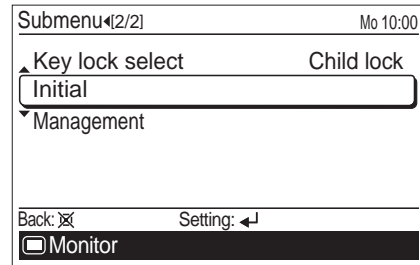 Submenu [2/2] Mo 10:00
Key lock select Child lock
Initial
Management
Back: Setting:
Monitor